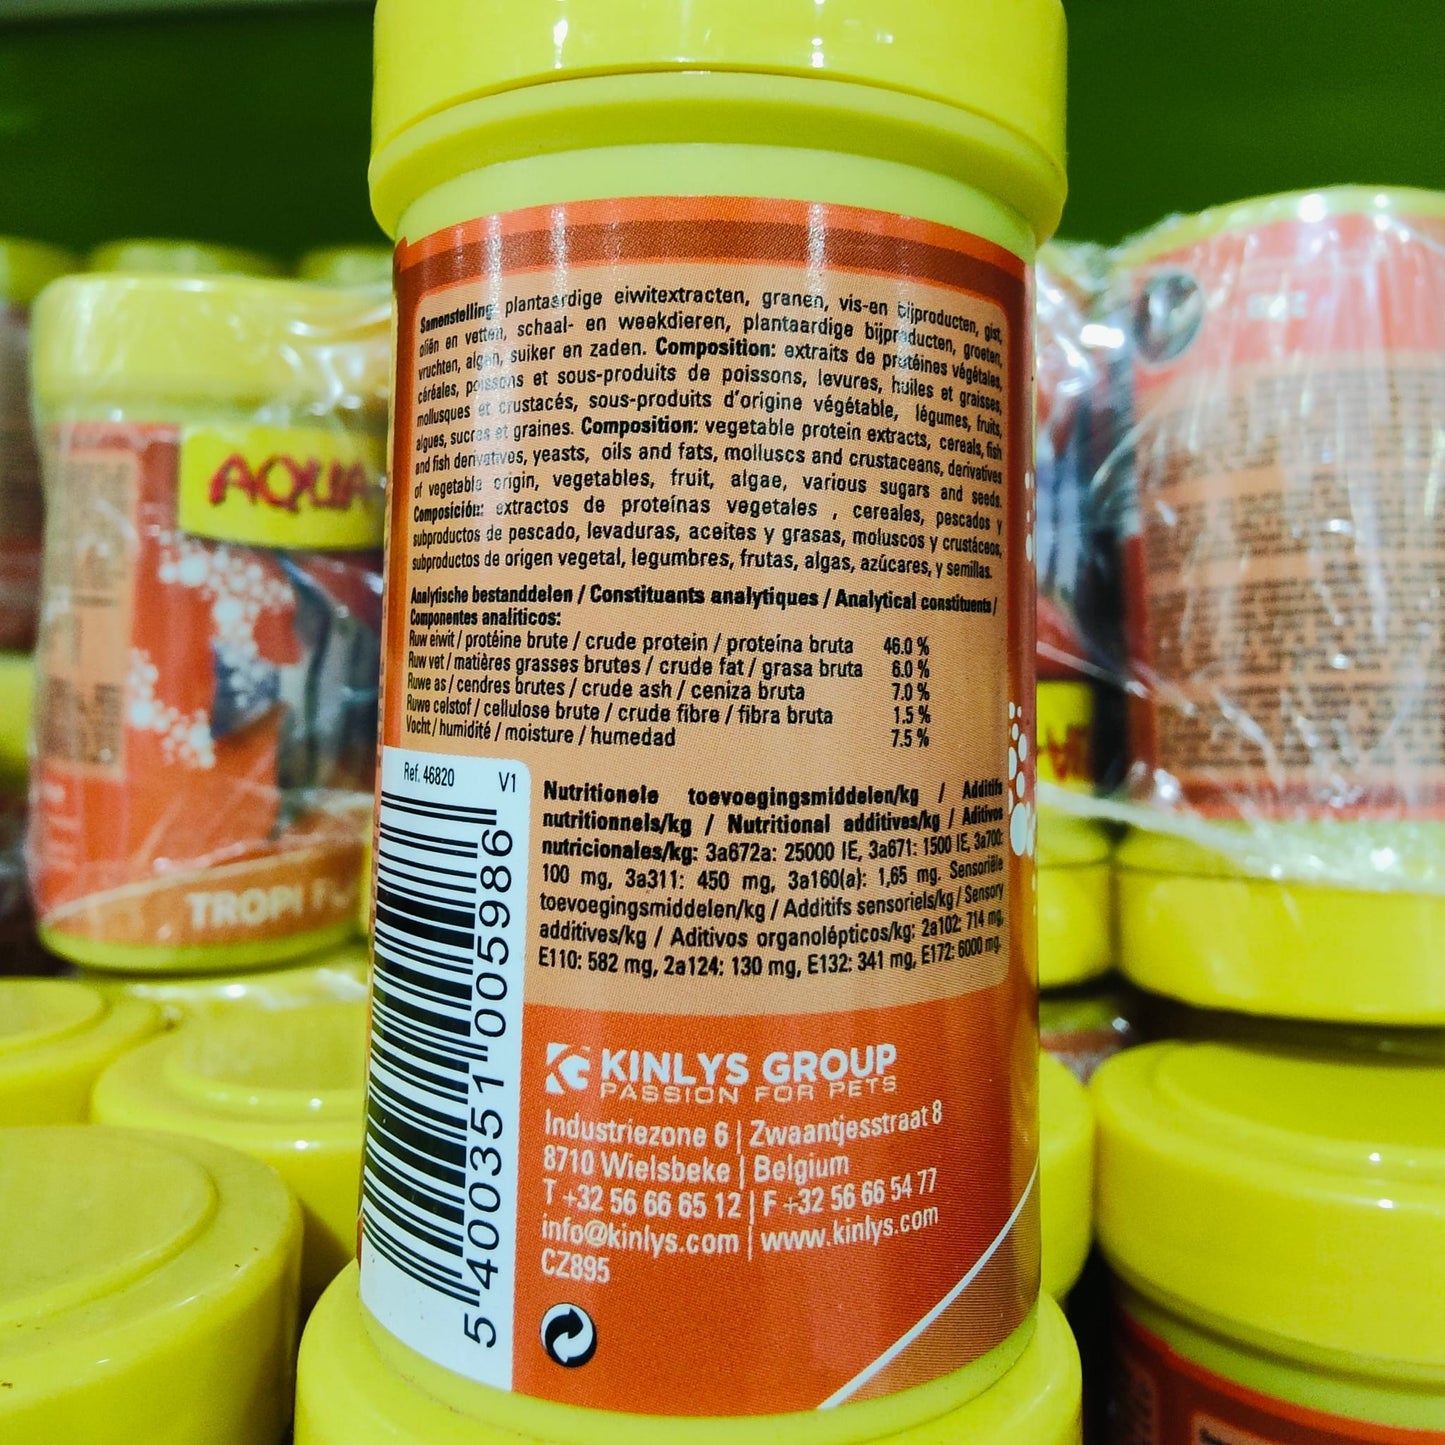 Samenstelling: plantaardige eiwitextracten, granen, vis-en bijproducten, gist,
oliën en vetten, schaal- en weekdieren, plantaardige bijproducten, groeten,
vruchten, algen, suiker en zaden. Composition: extraits de protéines végétales,
céréales, poissons et sous-produits de poissons, levures, huiles et graisses,
mollusques et crustacés, sous-produits d'origine végétable, légumes, fruits,
algues, sucres et graines. Composition: vegetable protein extracts, cereals, fish
and fish derivatives, yeasts, oils and fats, molluscs and crustaceans, derivatives
of vegetable origin, vegetables, fruit, algae, various sugars and seeds.
Composición: extractos de proteínas vegetales , cereales, pescados y
subproductos de pescado, levaduras, aceites y grasas, moluscos y crustáceos,
subproductos de origen vegetal, legumbres, frutas, algas, azúcares, y semillas.
Analytische bestanddelen / Constituants analytiques / Analytical constituents /
Componentes analíticos:
Ruw eiwit / protéine brute / crude protein / proteína bruta 46.0 %
Ruw vet / matières grasses brutes / crude fat / grasa bruta 6.0 %
Ruwe as / cendres brutes / crude ash / ceniza bruta 7.0 %
Ruwe celstof / cellulose brute / crude fibre / fibra bruta 1.5 %
Vocht / humidité / moisture / humedad 7.5 %
Ref. 46820 V1
5 400351 005986
Nutritionele toevoegingsmiddelen/kg / Additifs
nutritionnels/kg / Nutritional additives/kg / Aditivos
nutricionales/kg: 3a672a: 25000 IE, 3a671: 1500 IE, 3a700:
100 mg, 3a311: 450 mg, 3a160(a): 1,65 mg. Sensoriële
toevoegingsmiddelen/kg / Additifs sensoriels/kg / Sensory
additives/kg / Aditivos organolépticos/kg: 2a102: 714 mg,
E110: 582 mg, 2a124: 130 mg, E132: 341 mg, E172: 6000 mg.
KINLYS GROUP
PASSION FOR PETS
Industriezone 6 | Zwaantjesstraat 8
8710 Wielsbeke | Belgium
T +32 56 66 65 12 | F +32 56 66 54 77
info@kinlys.com | www.kinlys.com
CZ895
AQUA
TROPI